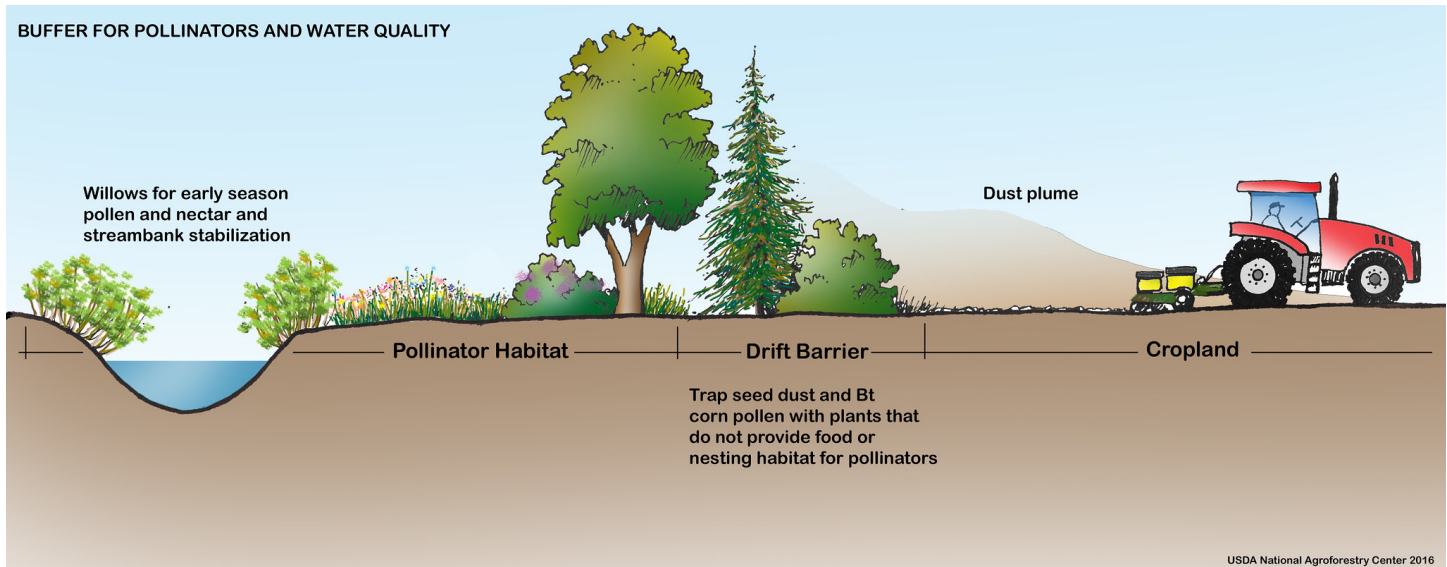 BUFFER FOR POLLINATORS AND WATER QUALITY
Willows for early season
pollen and nectar and
streambank stabilization
Dust plume
Pollinator Habitat
Drift Barrier
Cropland
Trap seed dust and Bt
corn pollen with plants that
do not provide food or
nesting habitat for pollinators
USDA National Agroforestry Center 2016